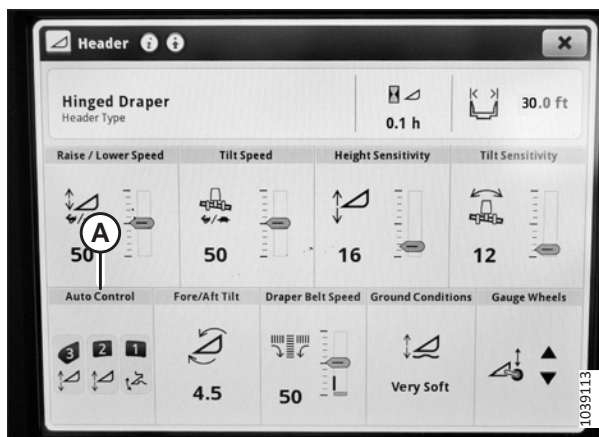 Header
Hinged Draper
Header Type
0.1 h
30.0 ft
Raise / Lower Speed
Tilt Speed
Height Sensitivity
Tilt Sensitivity
50
50
16
12
A
Auto Control
Fore/Aft Tilt
Draper Belt Speed
Ground Conditions
Gauge Wheels
3 2 1
4.5
50
Very Soft
1039113